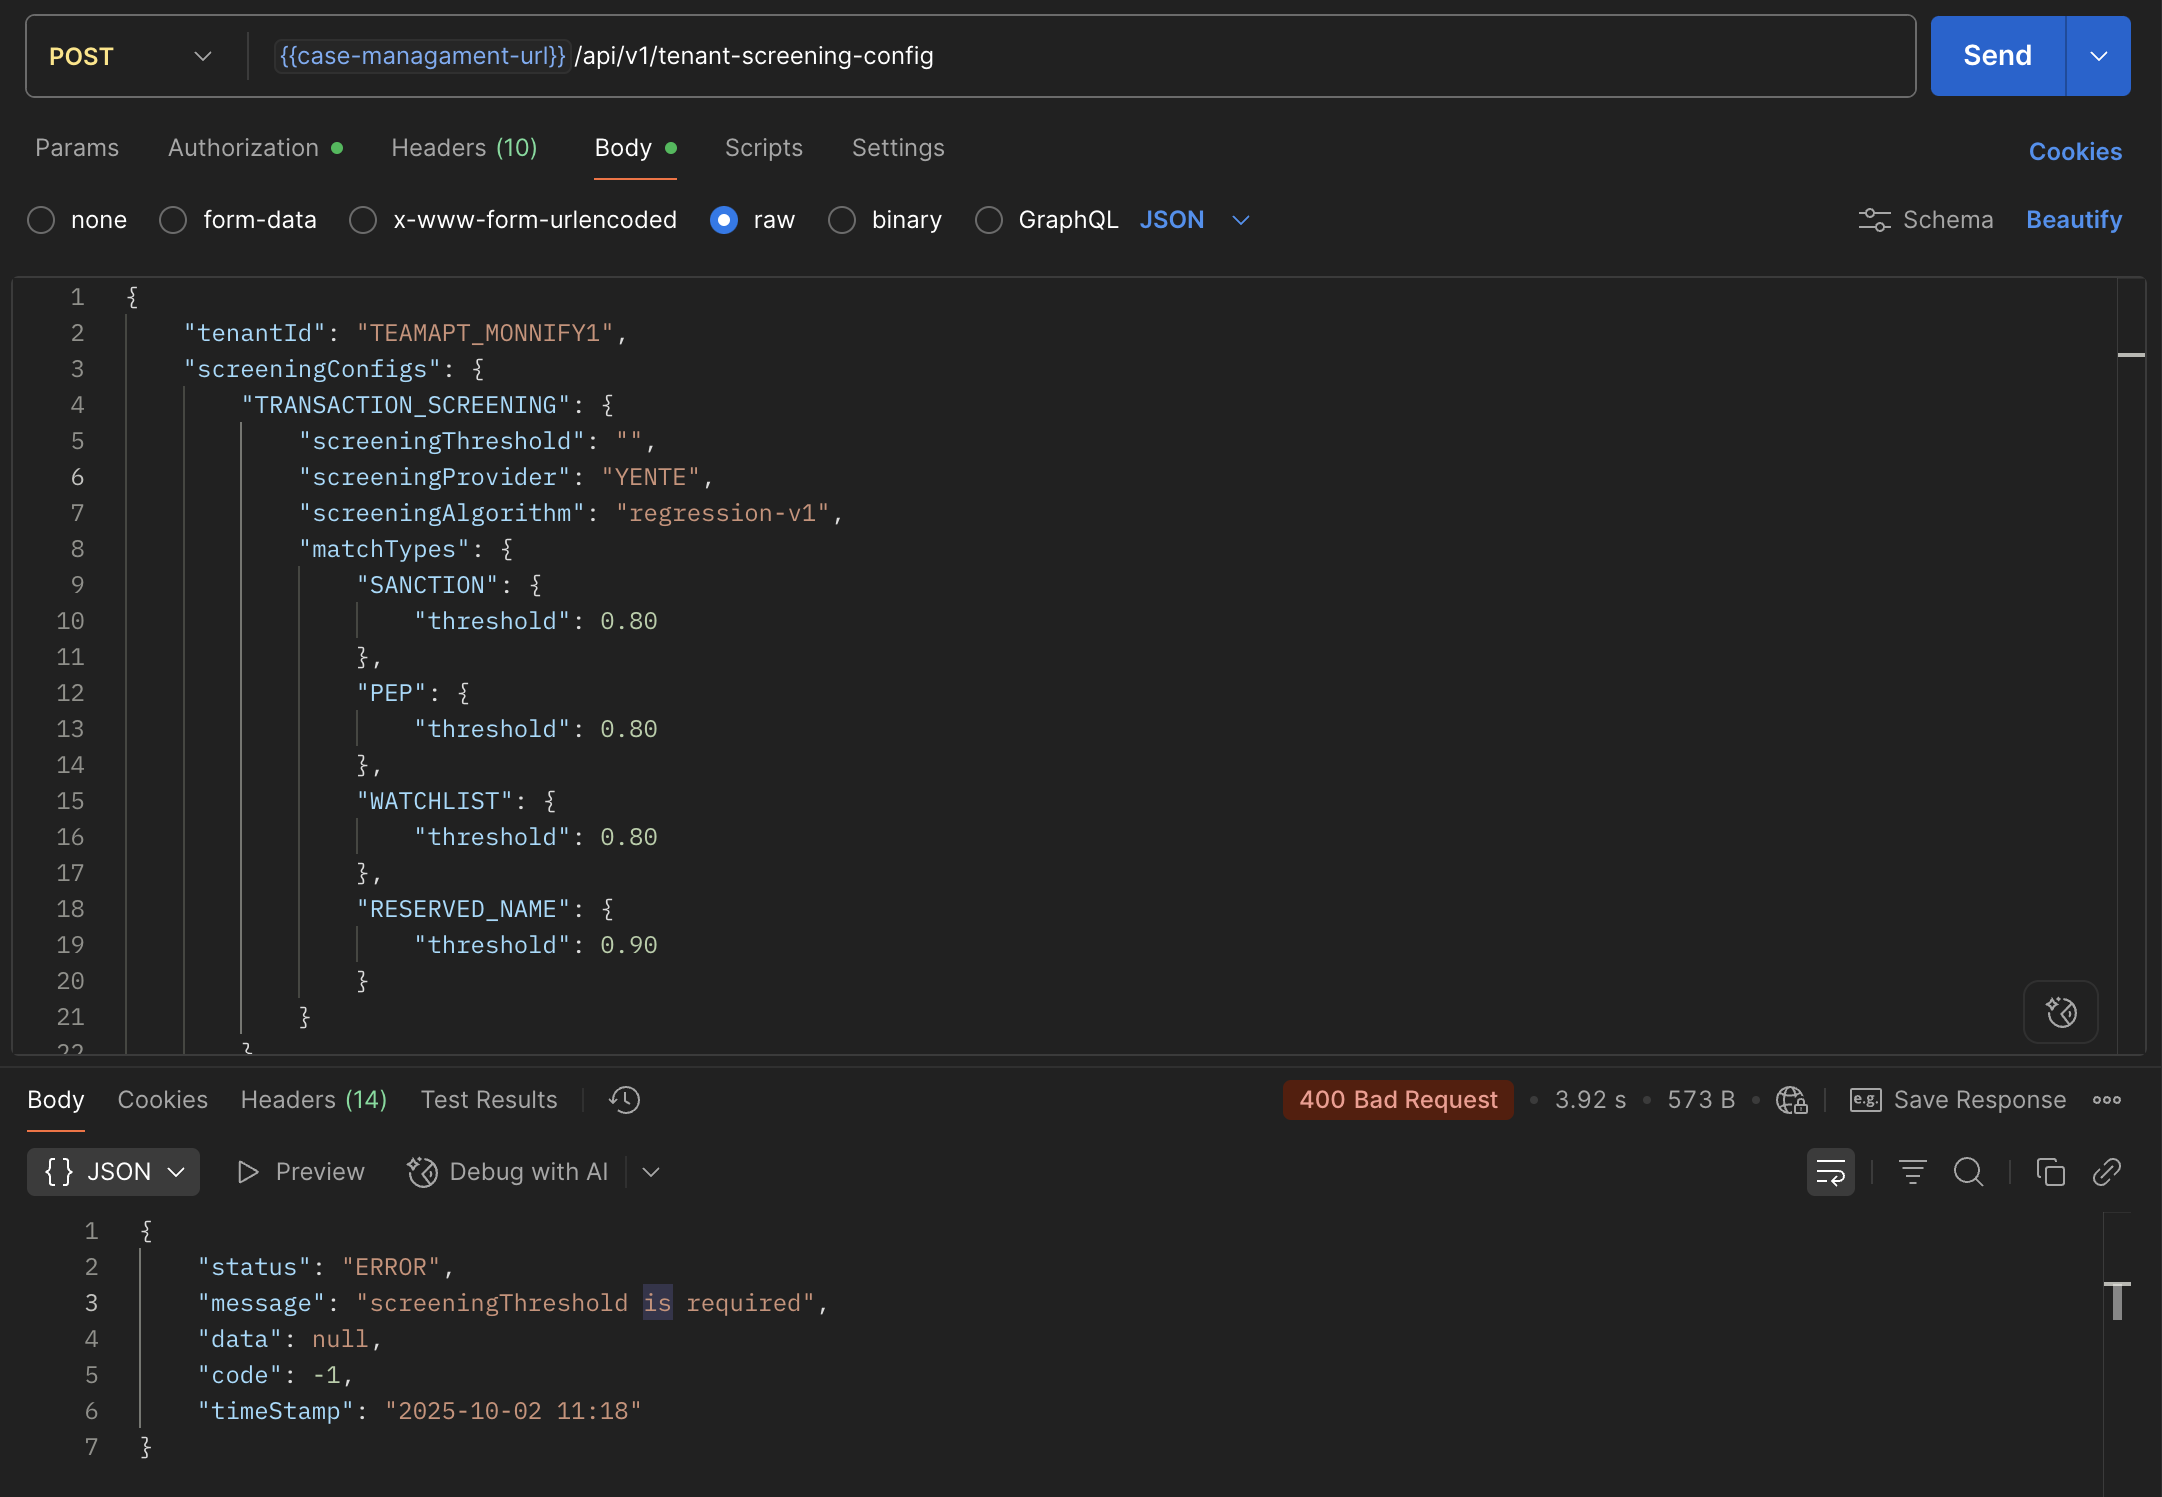 POST {{case-managament-url}}/api/v1/tenant-screening-config Send
Params Authorization Headers (10) Body Scripts Settings Cookies
none form-data x-www-form-urlencoded raw binary GraphQL JSON Schema Beautify
1 {
2 "tenantId": "TEAMAPT_MONNIFY1",
3 "screeningConfigs": {
4 "TRANSACTION_SCREENING": {
5 "screeningThreshold": "",
6 "screeningProvider": "YENTE",
7 "screeningAlgorithm": "regression-v1",
8 "matchTypes": {
9 "SANCTION": {
10 "threshold": 0.80
11 },
12 "PEP": {
13 "threshold": 0.80
14 },
15 "WATCHLIST": {
16 "threshold": 0.80
17 },
18 "RESERVED_NAME": {
19 "threshold": 0.90
20 }
21 }
22 }
Body Cookies Headers (14) Test Results 400 Bad Request • 3.92 s • 573 B • e.g. Save Response
{} JSON Preview Debug with AI
1 {
2 "status": "ERROR",
3 "message": "screeningThreshold is required",
4 "data": null,
5 "code": -1,
6 "timeStamp": "2025-10-02 11:18"
7 }